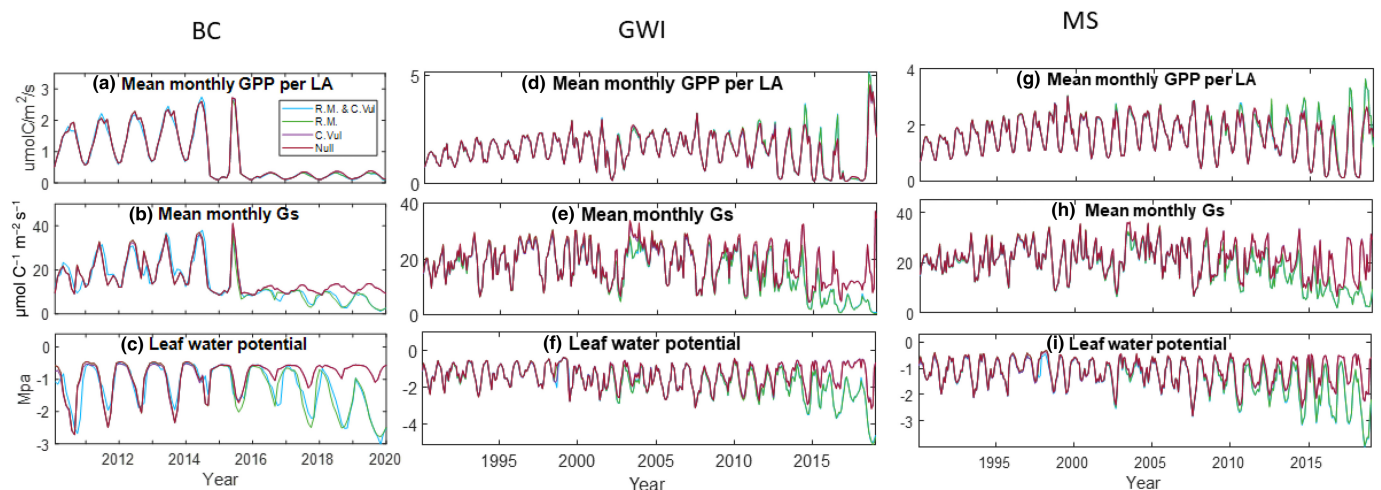 BC
GWI
MS
(a) Mean monthly GPP per LA
umolC/m²/s
3
2
1
0
R.M. & C.Vul
R.M.
C.Vul
Null
(b) Mean monthly Gs
µmol C⁻¹ m⁻² s⁻¹
40
20
0
(c) Leaf water potential
Mpa
0
-1
-2
-3
2012
2014
2016
2018
2020
Year
(d) Mean monthly GPP per LA
5
0
(e) Mean monthly Gs
40
20
0
(f) Leaf water potential
0
-2
-4
1995
2000
2005
2010
2015
Year
(g) Mean monthly GPP per LA
4
2
0
(h) Mean monthly Gs
40
20
0
(i) Leaf water potential
0
-1
-2
-3
1995
2000
2005
2010
2015
Year